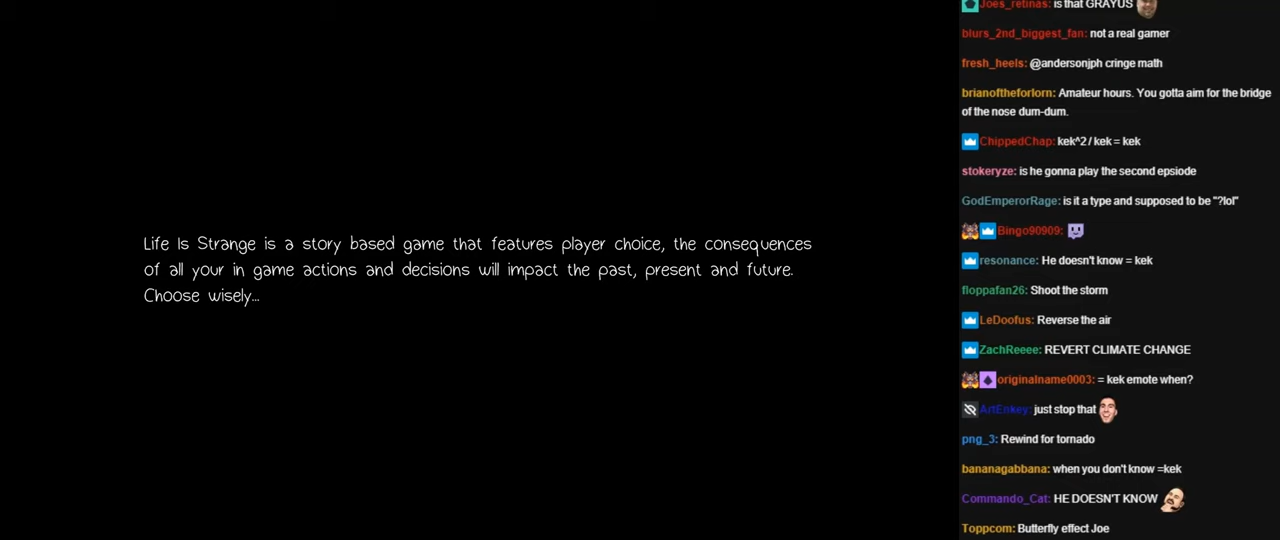 Life Is Strange is a story based game that features player choice, the consequences
of all your in game actions and decisions will impact the past, present and future.
Choose wisely...
Joes_retinas: is that GRAYUS
blurs_2nd_biggest_fan: not a real gamer
fresh_heels: @andersonjph cringe math
brianoftheforlorn: Amateur hours. You gotta aim for the bridge
of the nose dum-dum.
ChippedChap: kek^2 / kek = kek
stokeryze: is he gonna play the second epsiode
GodEmperorRage: is it a type and supposed to be "?lol"
Bingo90909:
resonance: He doesn't know = kek
floppafan26: Shoot the storm
LeDoofus: Reverse the air
ZachReeee: REVERT CLIMATE CHANGE
originalname0003: = kek emote when?
ArtEnkey: just stop that
png_3: Rewind for tornado
bananagabbana: when you don't know =kek
Commando_Cat: HE DOESN'T KNOW
Toppcom: Butterfly effect Joe